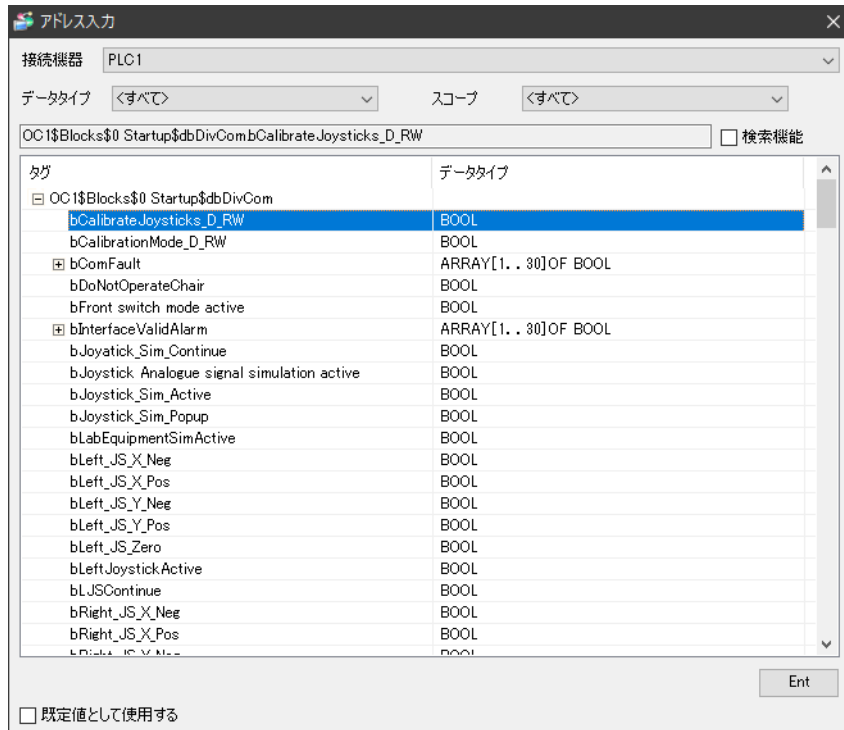 アドレス入力
接続機器 PLC1
データタイプ <すべて> スコープ <すべて>
OC1$Blocks$0 Startup$dbDivCom.bCalibrateJoysticks_D_RW 検索機能
タグ データタイプ
OC1$Blocks$0 Startup$dbDivCom
bCalibrateJoysticks_D_RW BOOL
bCalibrationMode_D_RW BOOL
bComFault ARRAY[1..30]OF BOOL
bDoNotOperateChair BOOL
bFront switch mode active BOOL
bInterfaceValidAlarm ARRAY[1..30]OF BOOL
bJoyatick_Sim_Continue BOOL
bJoystick Analogue signal simulation active BOOL
bJoystick_Sim_Active BOOL
bJoystick_Sim_Popup BOOL
bLabEquipmentSimActive BOOL
bLeft_JS_X_Neg BOOL
bLeft_JS_X_Pos BOOL
bLeft_JS_Y_Neg BOOL
bLeft_JS_Y_Pos BOOL
bLeft_JS_Zero BOOL
bLeftJoystickActive BOOL
bLJSContinue BOOL
bRight_JS_X_Neg BOOL
bRight_JS_X_Pos BOOL
Ent
既定値として使用する